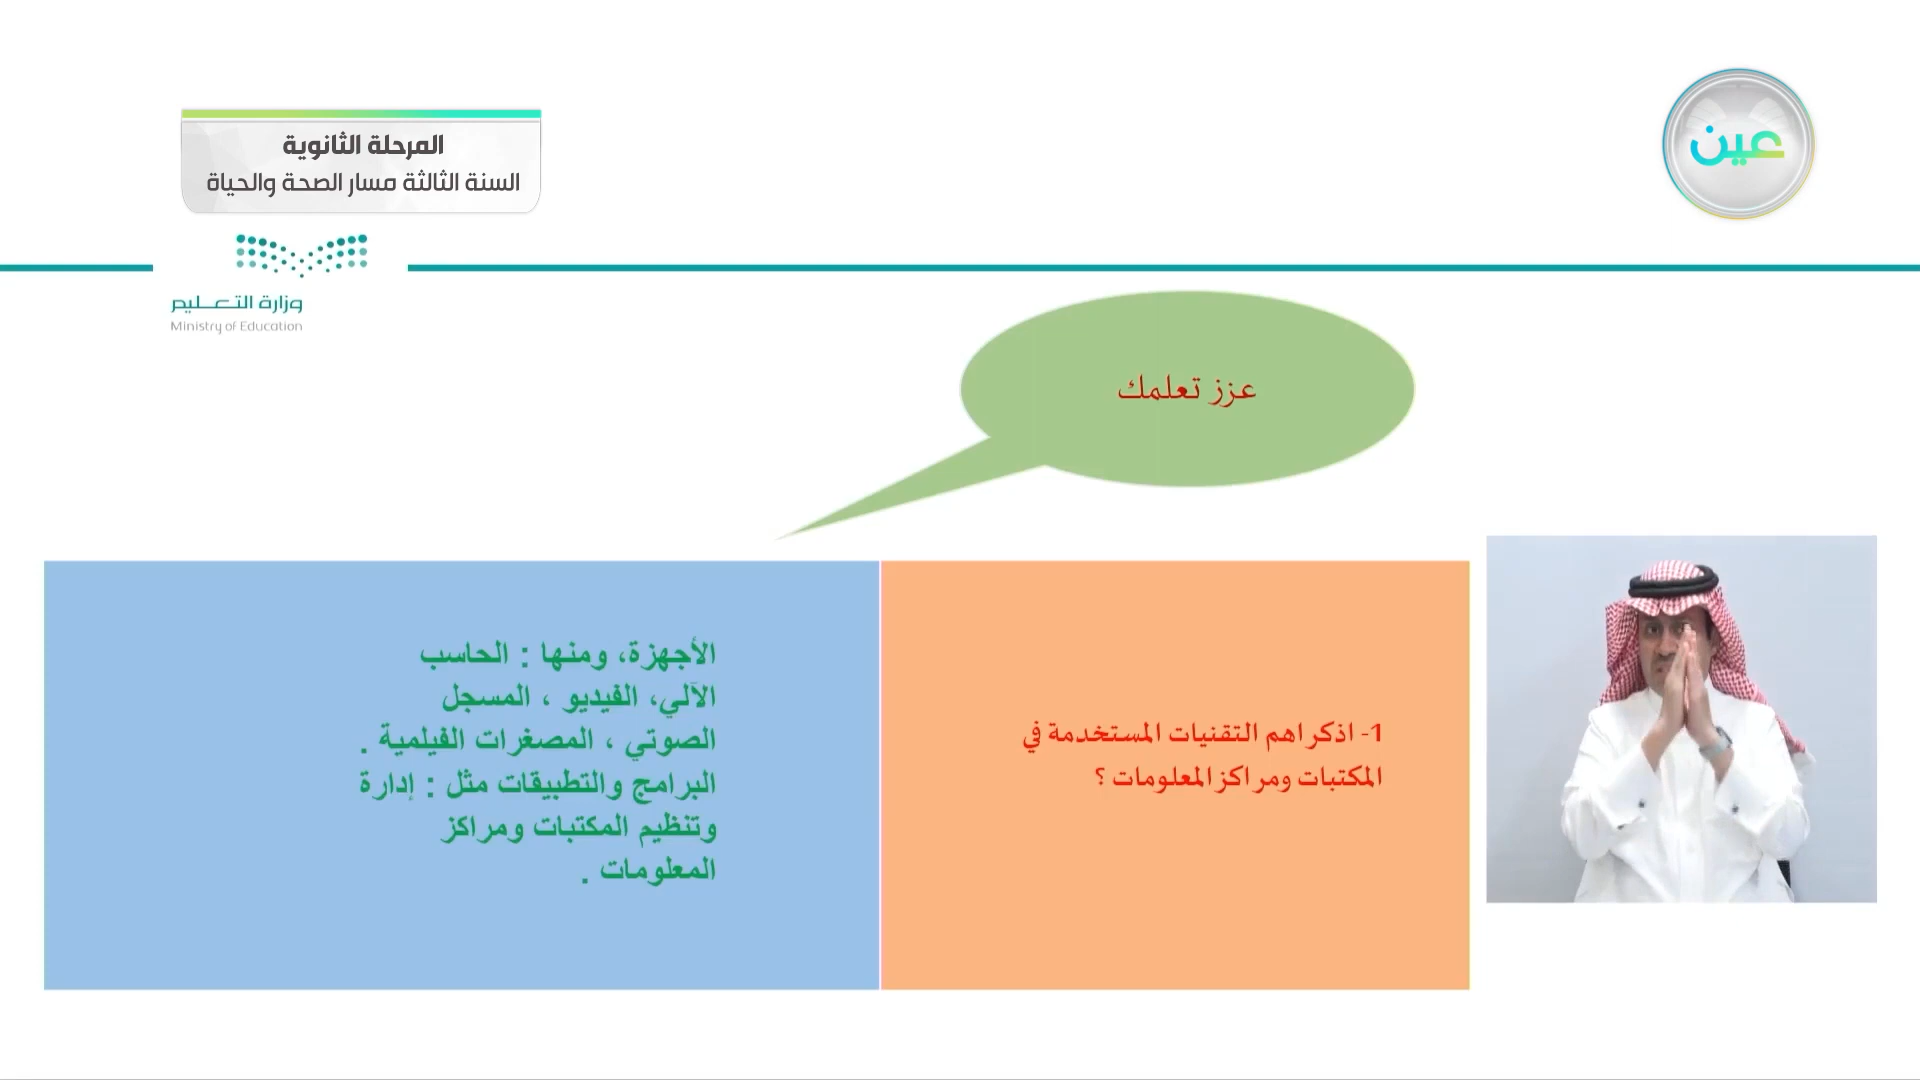 عين
المرحلة الثانوية
السنة الثالثة مسار الصحة والحياة
وزارة التعليم
Ministry of Education
عزز تعلمك
1- اذكر اهم التقنيات المستخدمة في
المكتبات ومراكز المعلومات ؟
الأجهزة، ومنها : الحاسب
الآلي، الفيديو ، المسجل
الصوتي ، المصغرات الفيلمية .
البرامج والتطبيقات مثل : إدارة
وتنظيم المكتبات ومراكز
المعلومات .